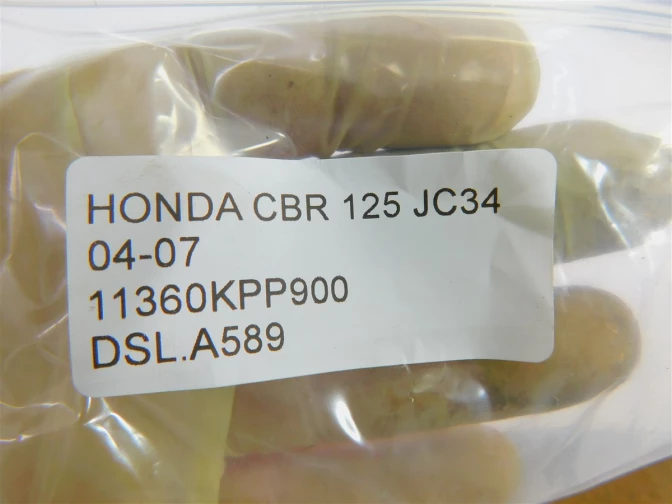 HONDA CBR 125 JC34
04-07
11360KPP900
DSL.A589